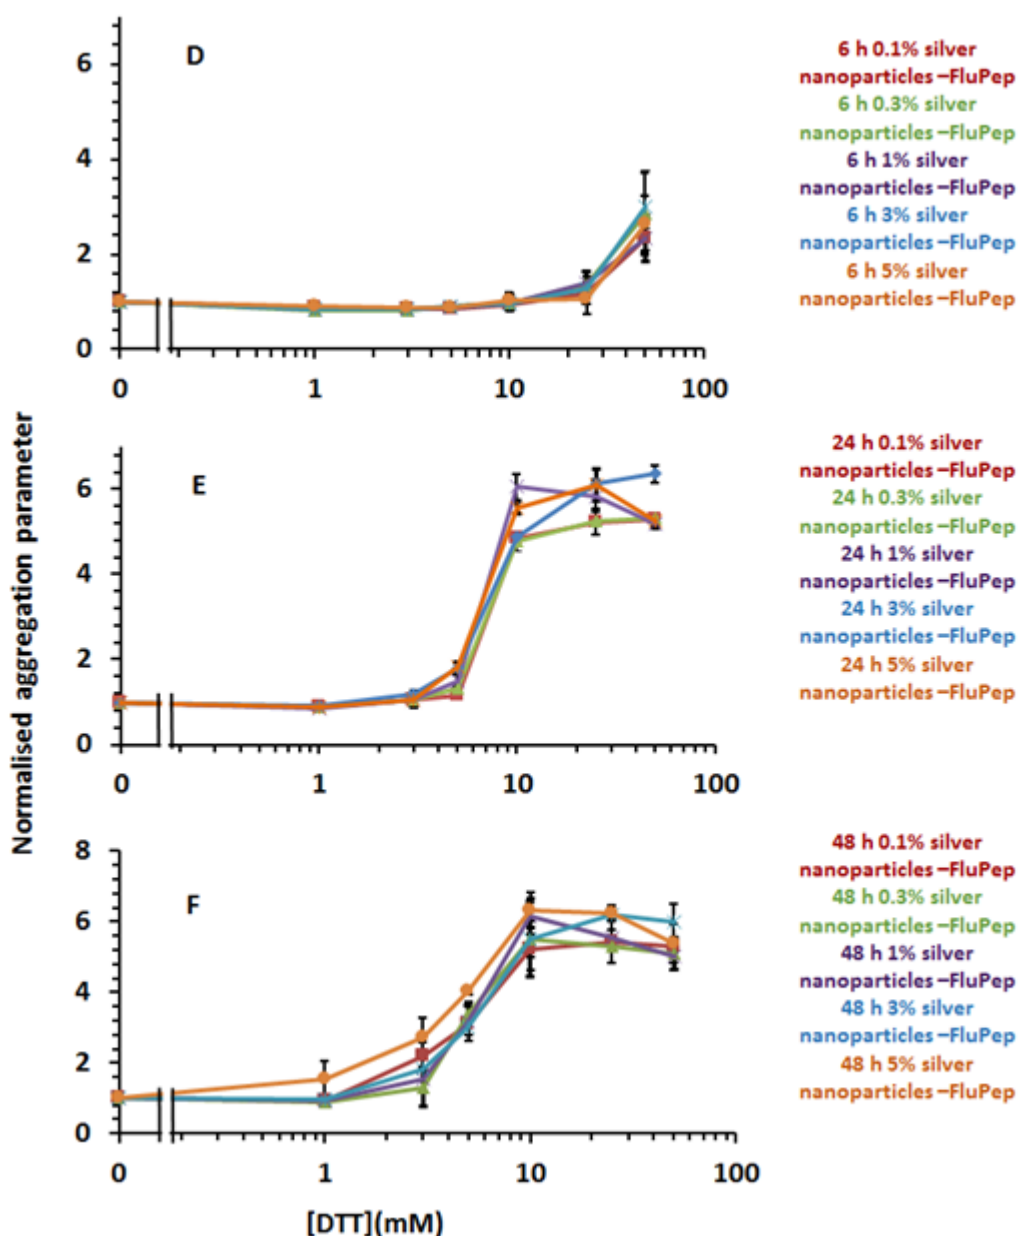 D
6
4
2
0
0 1 10 100
6 h 0.1% silver
nanoparticles –FluPep
6 h 0.3% silver
nanoparticles –FluPep
6 h 1% silver
nanoparticles –FluPep
6 h 3% silver
nanoparticles –FluPep
6 h 5% silver
nanoparticles –FluPep
Normalised aggregation parameter
E
6
4
2
0
0 1 10 100
24 h 0.1% silver
nanoparticles –FluPep
24 h 0.3% silver
nanoparticles –FluPep
24 h 1% silver
nanoparticles –FluPep
24 h 3% silver
nanoparticles –FluPep
24 h 5% silver
nanoparticles –FluPep
F
8
6
4
2
0
0 1 10 100
[DTT](mM)
48 h 0.1% silver
nanoparticles –FluPep
48 h 0.3% silver
nanoparticles –FluPep
48 h 1% silver
nanoparticles –FluPep
48 h 3% silver
nanoparticles –FluPep
48 h 5% silver
nanoparticles –FluPep